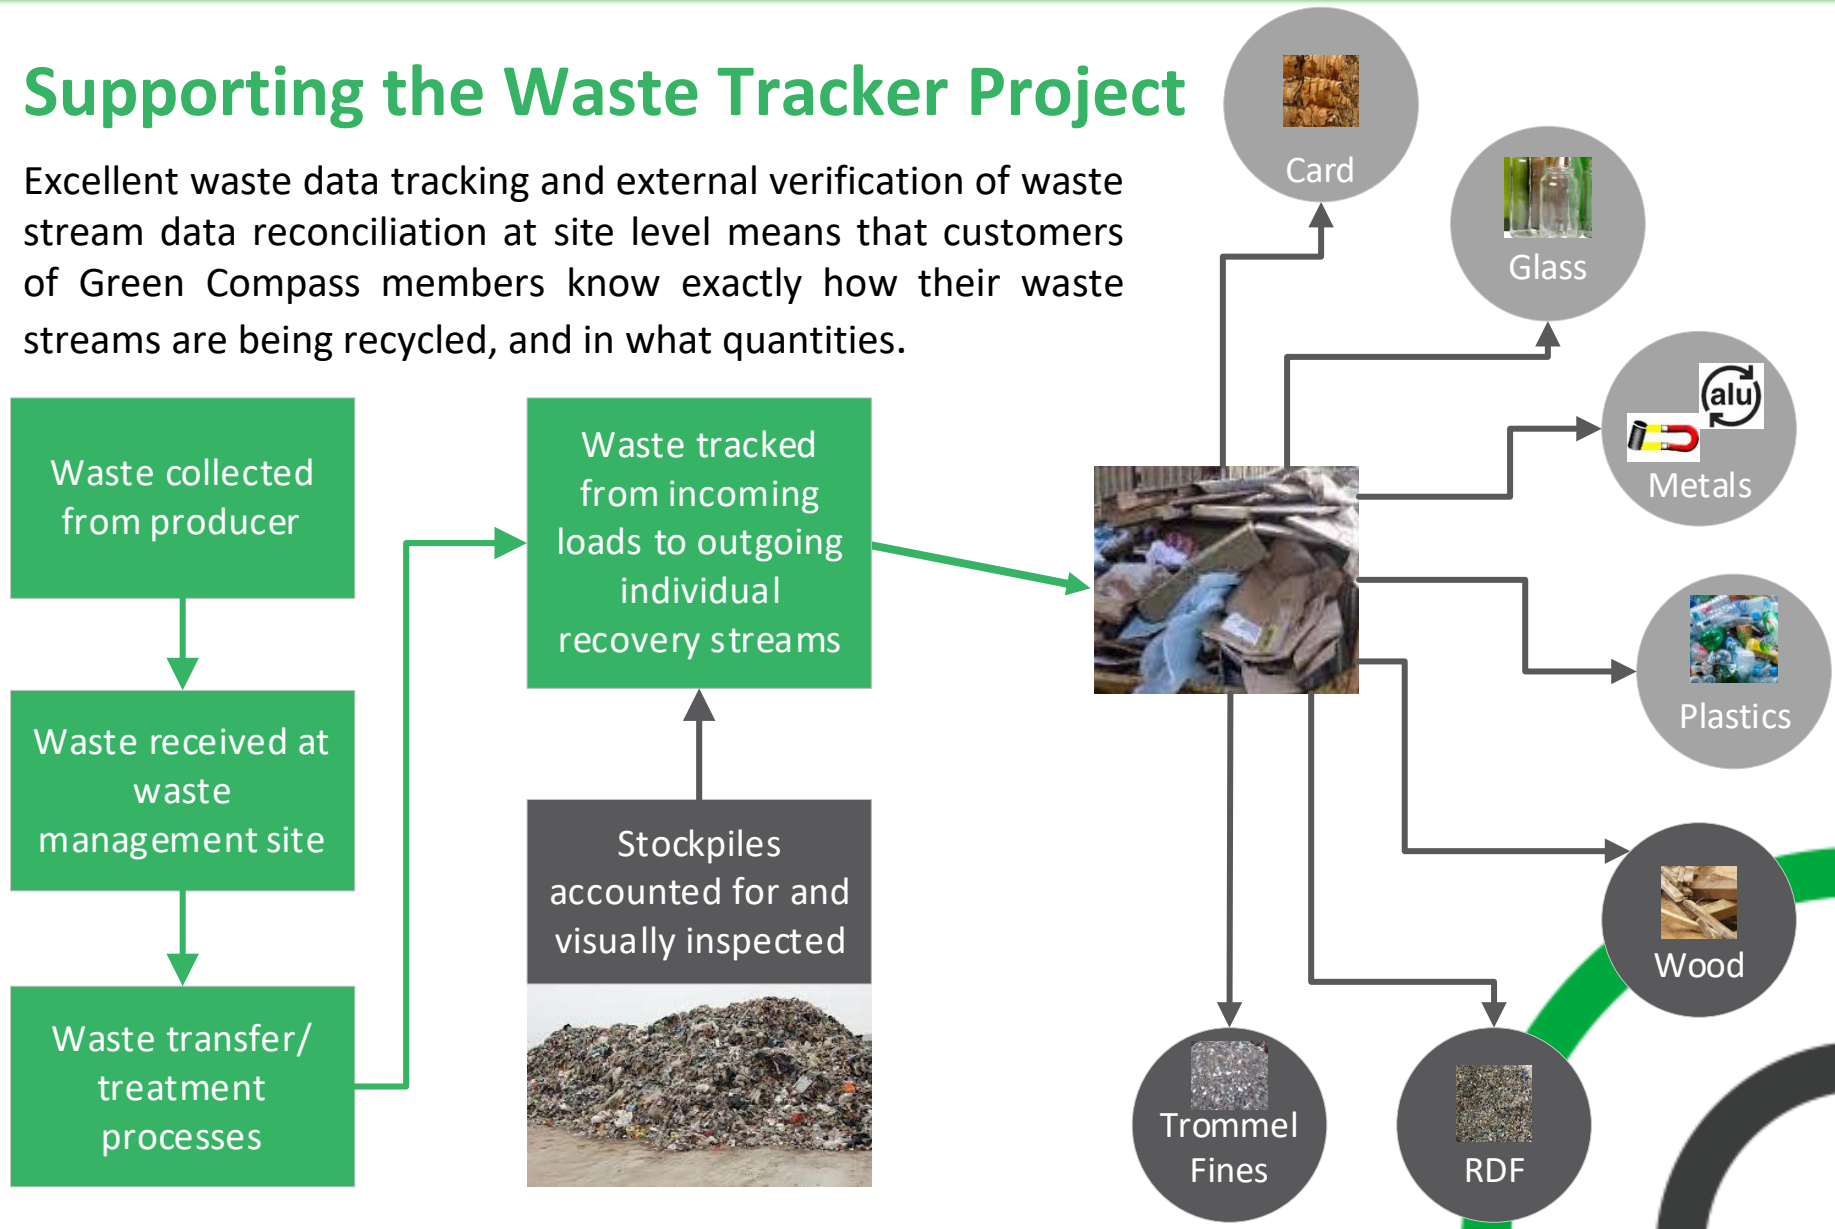 Supporting the Waste Tracker Project
Excellent waste data tracking and external verification of waste
stream data reconciliation at site level means that customers
of Green Compass members know exactly how their waste
streams are being recycled, and in what quantities.
Waste collected
from producer
Waste received at
waste
management site
Waste transfer/
treatment
processes
Waste tracked
from incoming
loads to outgoing
individual
recovery streams
Stockpiles
accounted for and
visually inspected
Card
Glass
alu
Metals
Plastics
Wood
RDF
Trommel
Fines